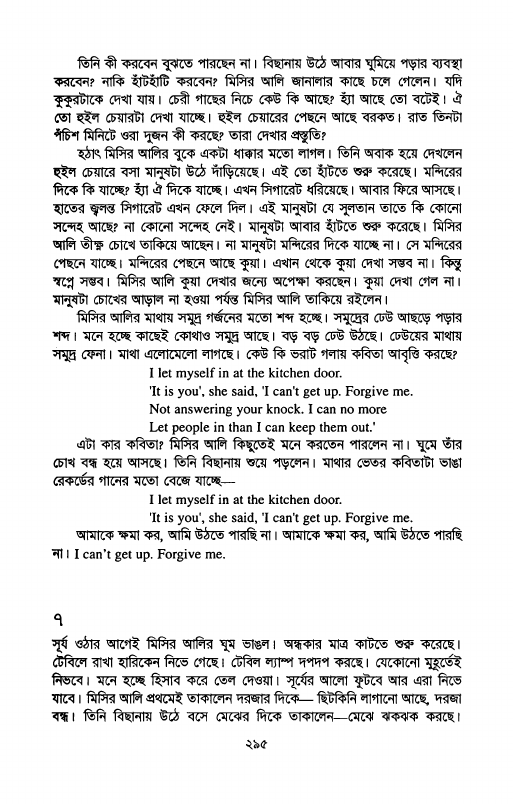 তিনি কী করবেন বুঝতে পারছেন না। বিছানায় উঠে আবার ঘুমিয়ে পড়ার ব্যবস্থা
করবেন? নাকি হাঁটাহাঁটি করবেন? মিসির আলি জানালার কাছে চলে গেলেন। যদি
কুকুরটাকে দেখা যায়। চেরী গাছের নিচে কেউ কি আছে? হ্যাঁ আছে তো বটেই। ঐ
তো হুইল চেয়ারটা দেখা যাচ্ছে। হুইল চেয়ারের পেছনে আছে বরকত। রাত তিনটা
পঁচিশ মিনিটে ওরা দুজন কী করছে? তারা দেখার প্রস্তুতি?
হঠাৎ মিসির আলির বুকে একটা ধাক্কার মতো লাগল। তিনি অবাক হয়ে দেখলেন
হুইল চেয়ারে বসা মানুষটা উঠে দাঁড়িয়েছে। এই তো হাঁটতে শুরু করেছে। মন্দিরের
দিকে কি যাচ্ছে? হ্যাঁ ঐ দিকে যাচ্ছে। এখন সিগারেট ধরিয়েছে। আবার ফিরে আসছে।
হাতের জ্বলন্ত সিগারেট এখন ফেলে দিল। এই মানুষটা যে সুলতান তাতে কি কোনো
সন্দেহ আছে? না কোনো সন্দেহ নেই। মানুষটা আবার হাঁটতে শুরু করেছে। মিসির
আলি তীক্ষ্ণ চোখে তাকিয়ে আছেন। না মানুষটা মন্দিরের দিকে যাচ্ছে না। সে মন্দিরের
পেছনে যাচ্ছে। মন্দিরের পেছনে আছে কুয়া। এখান থেকে কুয়া দেখা সম্ভব না। কিন্তু
স্বপ্নে সম্ভব। মিসির আলি কুয়া দেখার জন্যে অপেক্ষা করছেন। কুয়া দেখা গেল না।
মানুষটা চোখের আড়াল না হওয়া পর্যন্ত মিসির আলি তাকিয়ে রইলেন।
মিসির আলির মাথায় সমুদ্র গর্জনের মতো শব্দ হচ্ছে। সমুদ্রের ঢেউ আছড়ে পড়ার
শব্দ। মনে হচ্ছে কাছেই কোথাও সমুদ্র আছে। বড় বড় ঢেউ উঠছে। ঢেউয়ের মাথায়
সমুদ্র ফেনা। মাথা এলোমেলো লাগছে। কেউ কি ভরাট গলায় কবিতা আবৃত্তি করছে?
I let myself in at the kitchen door.
'It is you', she said, 'I can't get up. Forgive me.
Not answering your knock. I can no more
Let people in than I can keep them out.'
এটা কার কবিতা? মিসির আলি কিছুতেই মনে করতেন পারলেন না। ঘুমে তাঁর
চোখ বন্ধ হয়ে আসছে। তিনি বিছানায় শুয়ে পড়লেন। মাথার ভেতর কবিতাটা ভাঙা
রেকর্ডের গানের মতো বেজে যাচ্ছে—
I let myself in at the kitchen door.
'It is you', she said, 'I can't get up. Forgive me.
আমাকে ক্ষমা কর, আমি উঠতে পারছি না। আমাকে ক্ষমা কর, আমি উঠতে পারছি
না। I can't get up. Forgive me.
৭
সূর্য ওঠার আগেই মিসির আলির ঘুম ভাঙল। অন্ধকার মাত্র কাটতে শুরু করেছে।
টেবিলে রাখা হারিকেন নিভে গেছে। টেবিল ল্যাম্প দপদপ করছে। যেকোনো মুহূর্তেই
নিভবে। মনে হচ্ছে হিসাব করে তেল দেওয়া। সূর্যের আলো ফুটবে আর এরা নিভে
যাবে। মিসির আলি প্রথমেই তাকালেন দরজার দিকে— ছিটকিনি লাগানো আছে, দরজা
বন্ধ। তিনি বিছানায় উঠে বসে মেঝের দিকে তাকালেন—মেঝে ঝকঝক করছে।
২৯৫